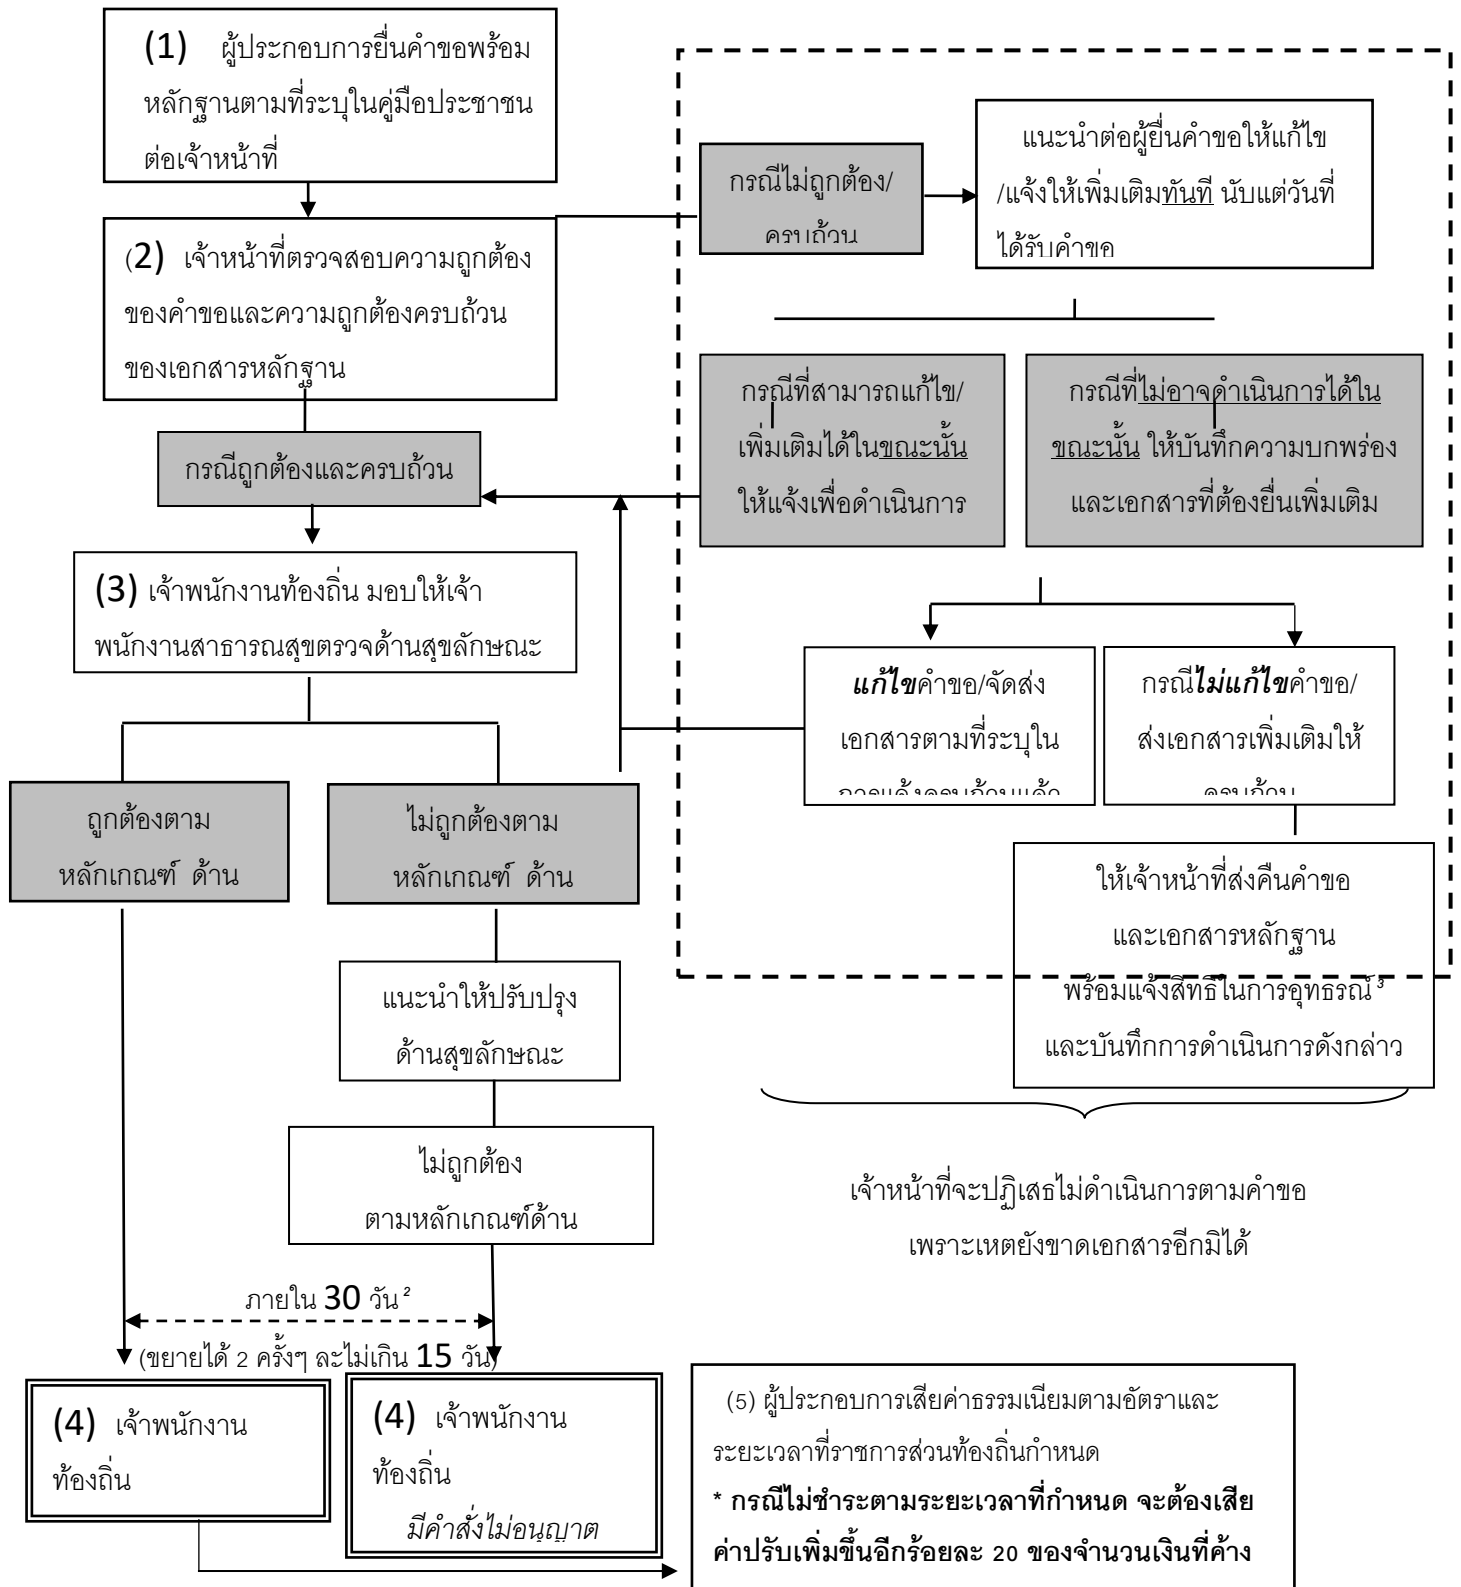 (1) ผู้ประกอบการยื่นคำขอพร้อม
หลักฐานตามที่ระบุในคู่มือประชาชน
ต่อเจ้าหน้าที่
(2) เจ้าหน้าที่ตรวจสอบความถูกต้อง
ของคำขอและความถูกต้องครบถ้วน
ของเอกสารหลักฐาน
กรณีไม่ถูกต้อง/
ครบถ้วน
แนะนำต่อผู้ยื่นคำขอให้แก้ไข
/แจ้งให้เพิ่มเติมทันที นับแต่วันที่
ได้รับคำขอ
กรณีที่สามารถแก้ไข/
เพิ่มเติมได้ในขณะนั้น
ให้แจ้งเพื่อดำเนินการ
กรณีที่ไม่อาจดำเนินการได้ใน
ขณะนั้น ให้บันทึกความบกพร่อง
และเอกสารที่ต้องยื่นเพิ่มเติม
กรณีถูกต้องและครบถ้วน
(3) เจ้าพนักงานท้องถิ่น มอบให้เจ้า
พนักงานสาธารณสุขตรวจด้านสุขลักษณะ
แก้ไขคำขอ/จัดส่ง
เอกสารตามที่ระบุใน
การแจ้งครบถ้วนแล้ว
กรณีไม่แก้ไขคำขอ/
ส่งเอกสารเพิ่มเติมให้
ครบถ้วน
ถูกต้องตาม
หลักเกณฑ์ ด้าน
ไม่ถูกต้องตาม
หลักเกณฑ์ ด้าน
ให้เจ้าหน้าที่ส่งคืนคำขอ
และเอกสารหลักฐาน
พร้อมแจ้งสิทธิในการอุทธรณ์³
และบันทึกการดำเนินการดังกล่าว
แนะนำให้ปรับปรุง
ด้านสุขลักษณะ
ไม่ถูกต้อง
ตามหลักเกณฑ์ด้าน
เจ้าหน้าที่จะปฏิเสธไม่ดำเนินการตามคำขอ
เพราะเหตุยังขาดเอกสารอีกมิได้
ภายใน 30 วัน²
(ขยายได้ 2 ครั้งๆ ละไม่เกิน 15 วัน)
(4) เจ้าพนักงาน
ท้องถิ่น
(4) เจ้าพนักงาน
ท้องถิ่น
มีคำสั่งไม่อนุญาต
(5) ผู้ประกอบการเสียค่าธรรมเนียมตามอัตราและ
ระยะเวลาที่ราชการส่วนท้องถิ่นกำหนด
* กรณีไม่ชำระตามระยะเวลาที่กำหนด จะต้องเสีย
ค่าปรับเพิ่มขึ้นอีกร้อยละ 20 ของจำนวนเงินที่ค้าง